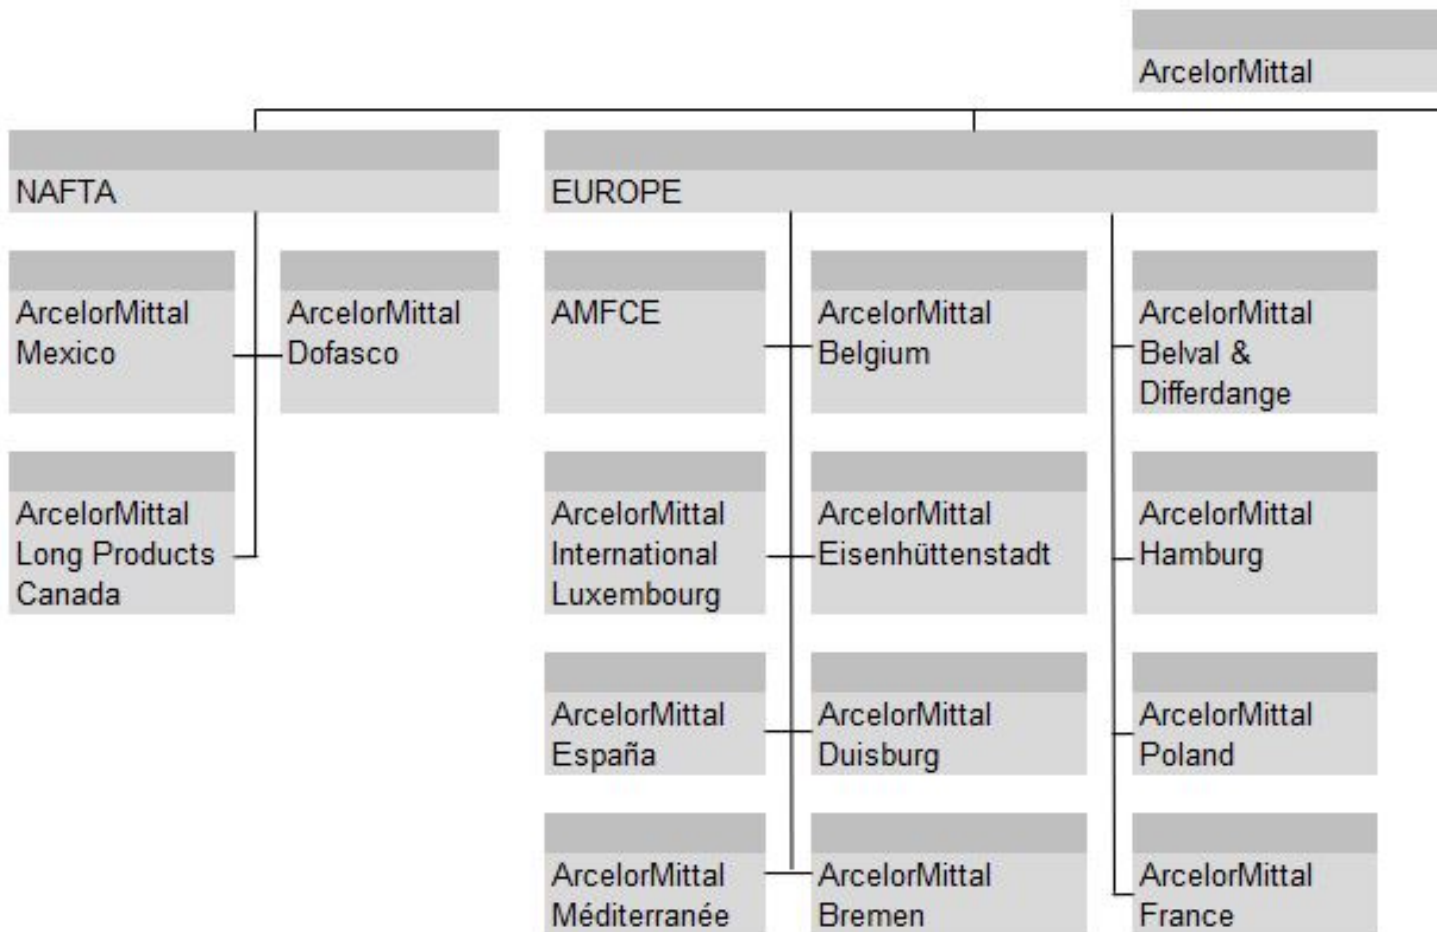 ArcelorMittal
NAFTA
EUROPE
ArcelorMittal
Mexico
ArcelorMittal
Dofasco
AMFCE
ArcelorMittal
Belgium
ArcelorMittal
Belval &
Differdange
ArcelorMittal
Long Products
Canada
ArcelorMittal
International
Luxembourg
ArcelorMittal
Eisenhüttenstadt
ArcelorMittal
Hamburg
ArcelorMittal
España
ArcelorMittal
Duisburg
ArcelorMittal
Poland
ArcelorMittal
Méditerranée
ArcelorMittal
Bremen
ArcelorMittal
France